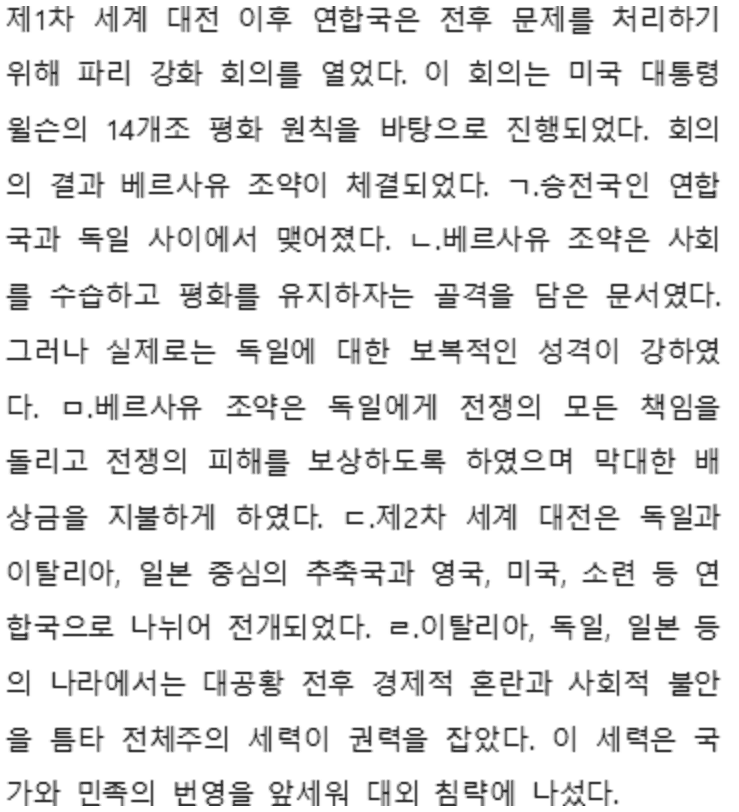 제1차 세계 대전 이후 연합국은 전후 문제를 처리하기
위해 파리 강화 회의를 열었다. 이 회의는 미국 대통령
윌슨의 14개조 평화 원칙을 바탕으로 진행되었다. 회의
의 결과 베르사유 조약이 체결되었다. ㄱ.승전국인 연합
국과 독일 사이에서 맺어졌다. ㄴ.베르사유 조약은 사회
를 수습하고 평화를 유지하자는 골격을 담은 문서였다.
그러나 실제로는 독일에 대한 보복적인 성격이 강하였
다. ㅁ.베르사유 조약은 독일에게 전쟁의 모든 책임을
돌리고 전쟁의 피해를 보상하도록 하였으며 막대한 배
상금을 지불하게 하였다. ㄷ.제2차 세계 대전은 독일과
이탈리아, 일본 중심의 추축국과 영국, 미국, 소련 등 연
합국으로 나뉘어 전개되었다. ㄹ.이탈리아, 독일, 일본 등
의 나라에서는 대공황 전후 경제적 혼란과 사회적 불안
을 틈타 전체주의 세력이 권력을 잡았다. 이 세력은 국
가와 민족의 번영을 앞세워 대외 침략에 나섰다.